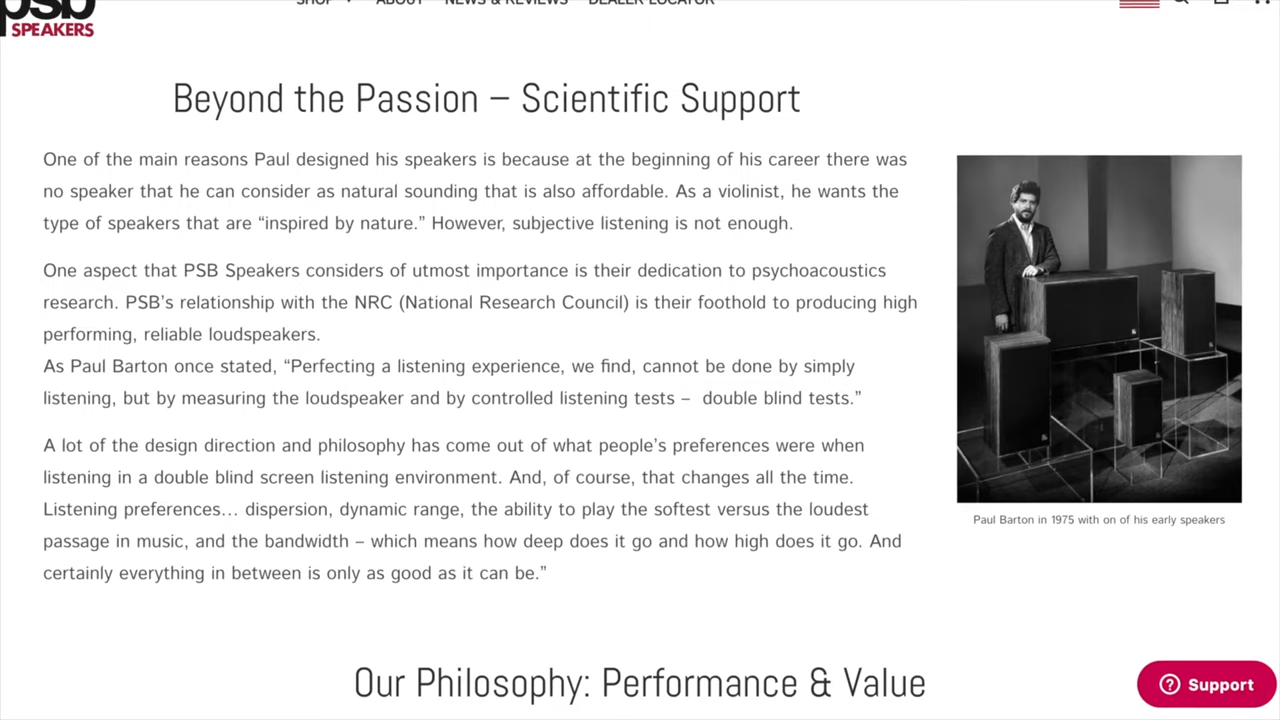 psb
SPEAKERS
SHOP ABOUT NEWS & REVIEWS DEALER LOCATOR
Beyond the Passion – Scientific Support
One of the main reasons Paul designed his speakers is because at the beginning of his career there was
no speaker that he can consider as natural sounding that is also affordable. As a violinist, he wants the
type of speakers that are “inspired by nature.” However, subjective listening is not enough.
One aspect that PSB Speakers considers of utmost importance is their dedication to psychoacoustics
research. PSB’s relationship with the NRC (National Research Council) is their foothold to producing high
performing, reliable loudspeakers.
As Paul Barton once stated, “Perfecting a listening experience, we find, cannot be done by simply
listening, but by measuring the loudspeaker and by controlled listening tests – double blind tests.”
A lot of the design direction and philosophy has come out of what people’s preferences were when
listening in a double blind screen listening environment. And, of course, that changes all the time.
Listening preferences… dispersion, dynamic range, the ability to play the softest versus the loudest
passage in music, and the bandwidth – which means how deep does it go and how high does it go. And
certainly everything in between is only as good as it can be.”
Paul Barton in 1975 with on of his early speakers
Our Philosophy: Performance & Value
Support